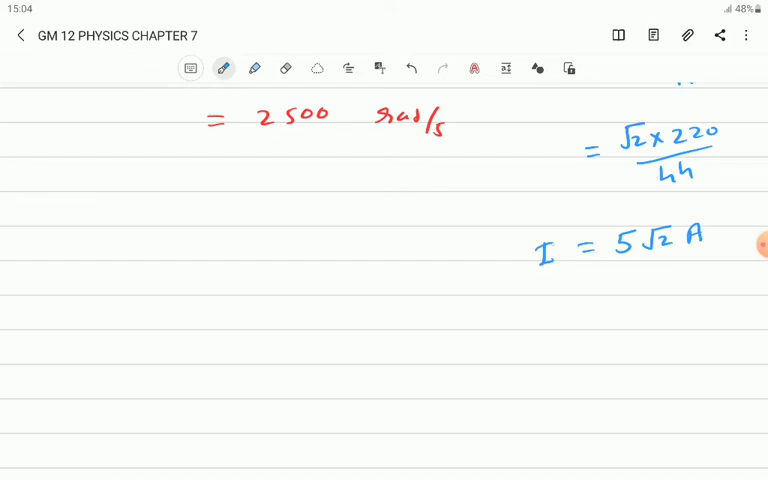 15:04
48%
GM 12 PHYSICS CHAPTER 7
= 2500 rad/s
= √2 × 220 / 44
I = 5√2 A